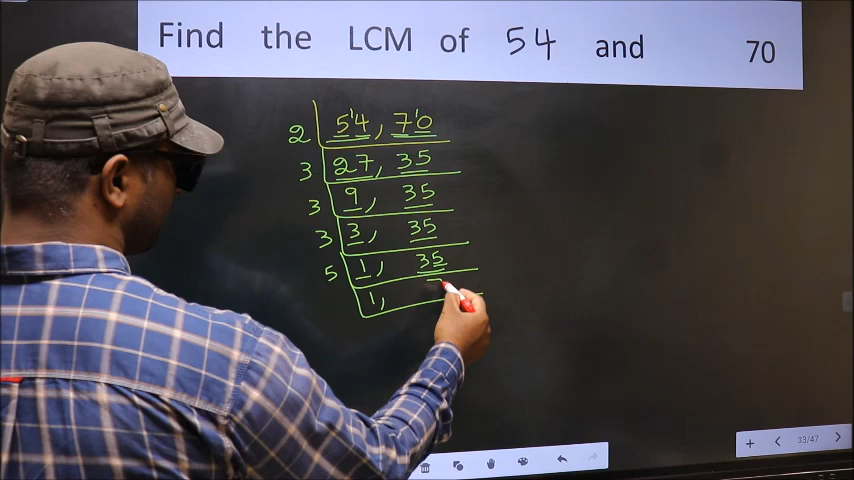 Find the LCM of 54 and 70
2 54, 70
3 27, 35
3 9, 35
3 3, 35
5 1, 35
1,
33/47